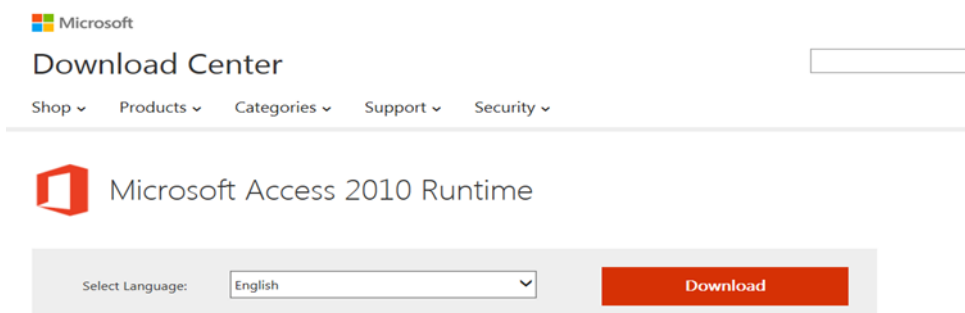 Microsoft
Download Center
Shop Products Categories Support Security
Microsoft Access 2010 Runtime
Select Language: English Download